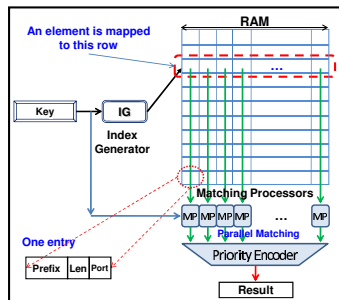 RAM
An element is mapped
to this row
...
Key
IG
Index
Generator
Matching Processors
MP MP MP MP ... MP
Parallel Matching
One entry
Prefix Len Port
Priority Encoder
Result